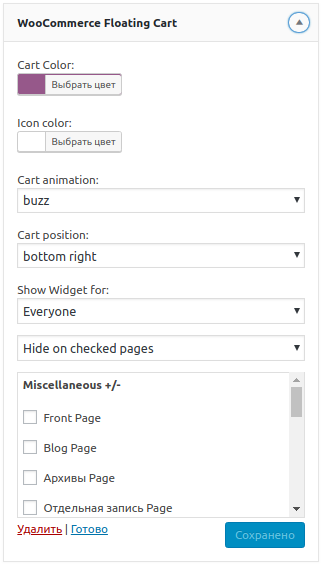 WooCommerce Floating Cart
Cart Color:
Выбрать цвет
Icon color:
Выбрать цвет
Cart animation:
buzz
Cart position:
bottom right
Show Widget for:
Everyone
Hide on checked pages
Miscellaneous +/-
Front Page
Blog Page
Архивы Page
Отдельная запись Page
Удалить | Готово
Сохранено